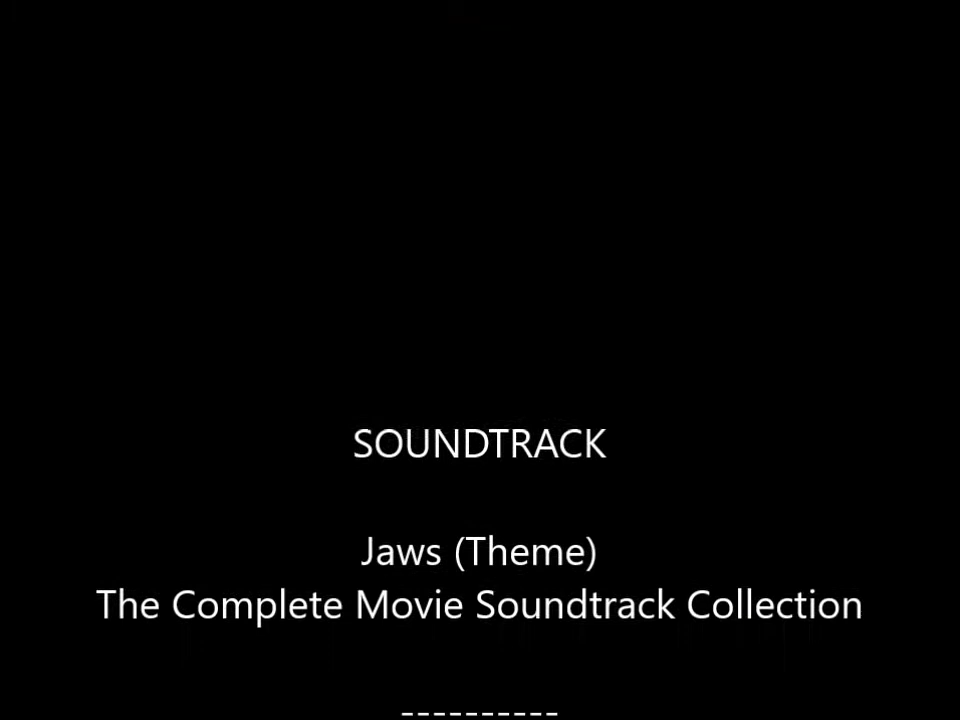 SOUNDTRACK
Jaws (Theme)
The Complete Movie Soundtrack Collection
----------